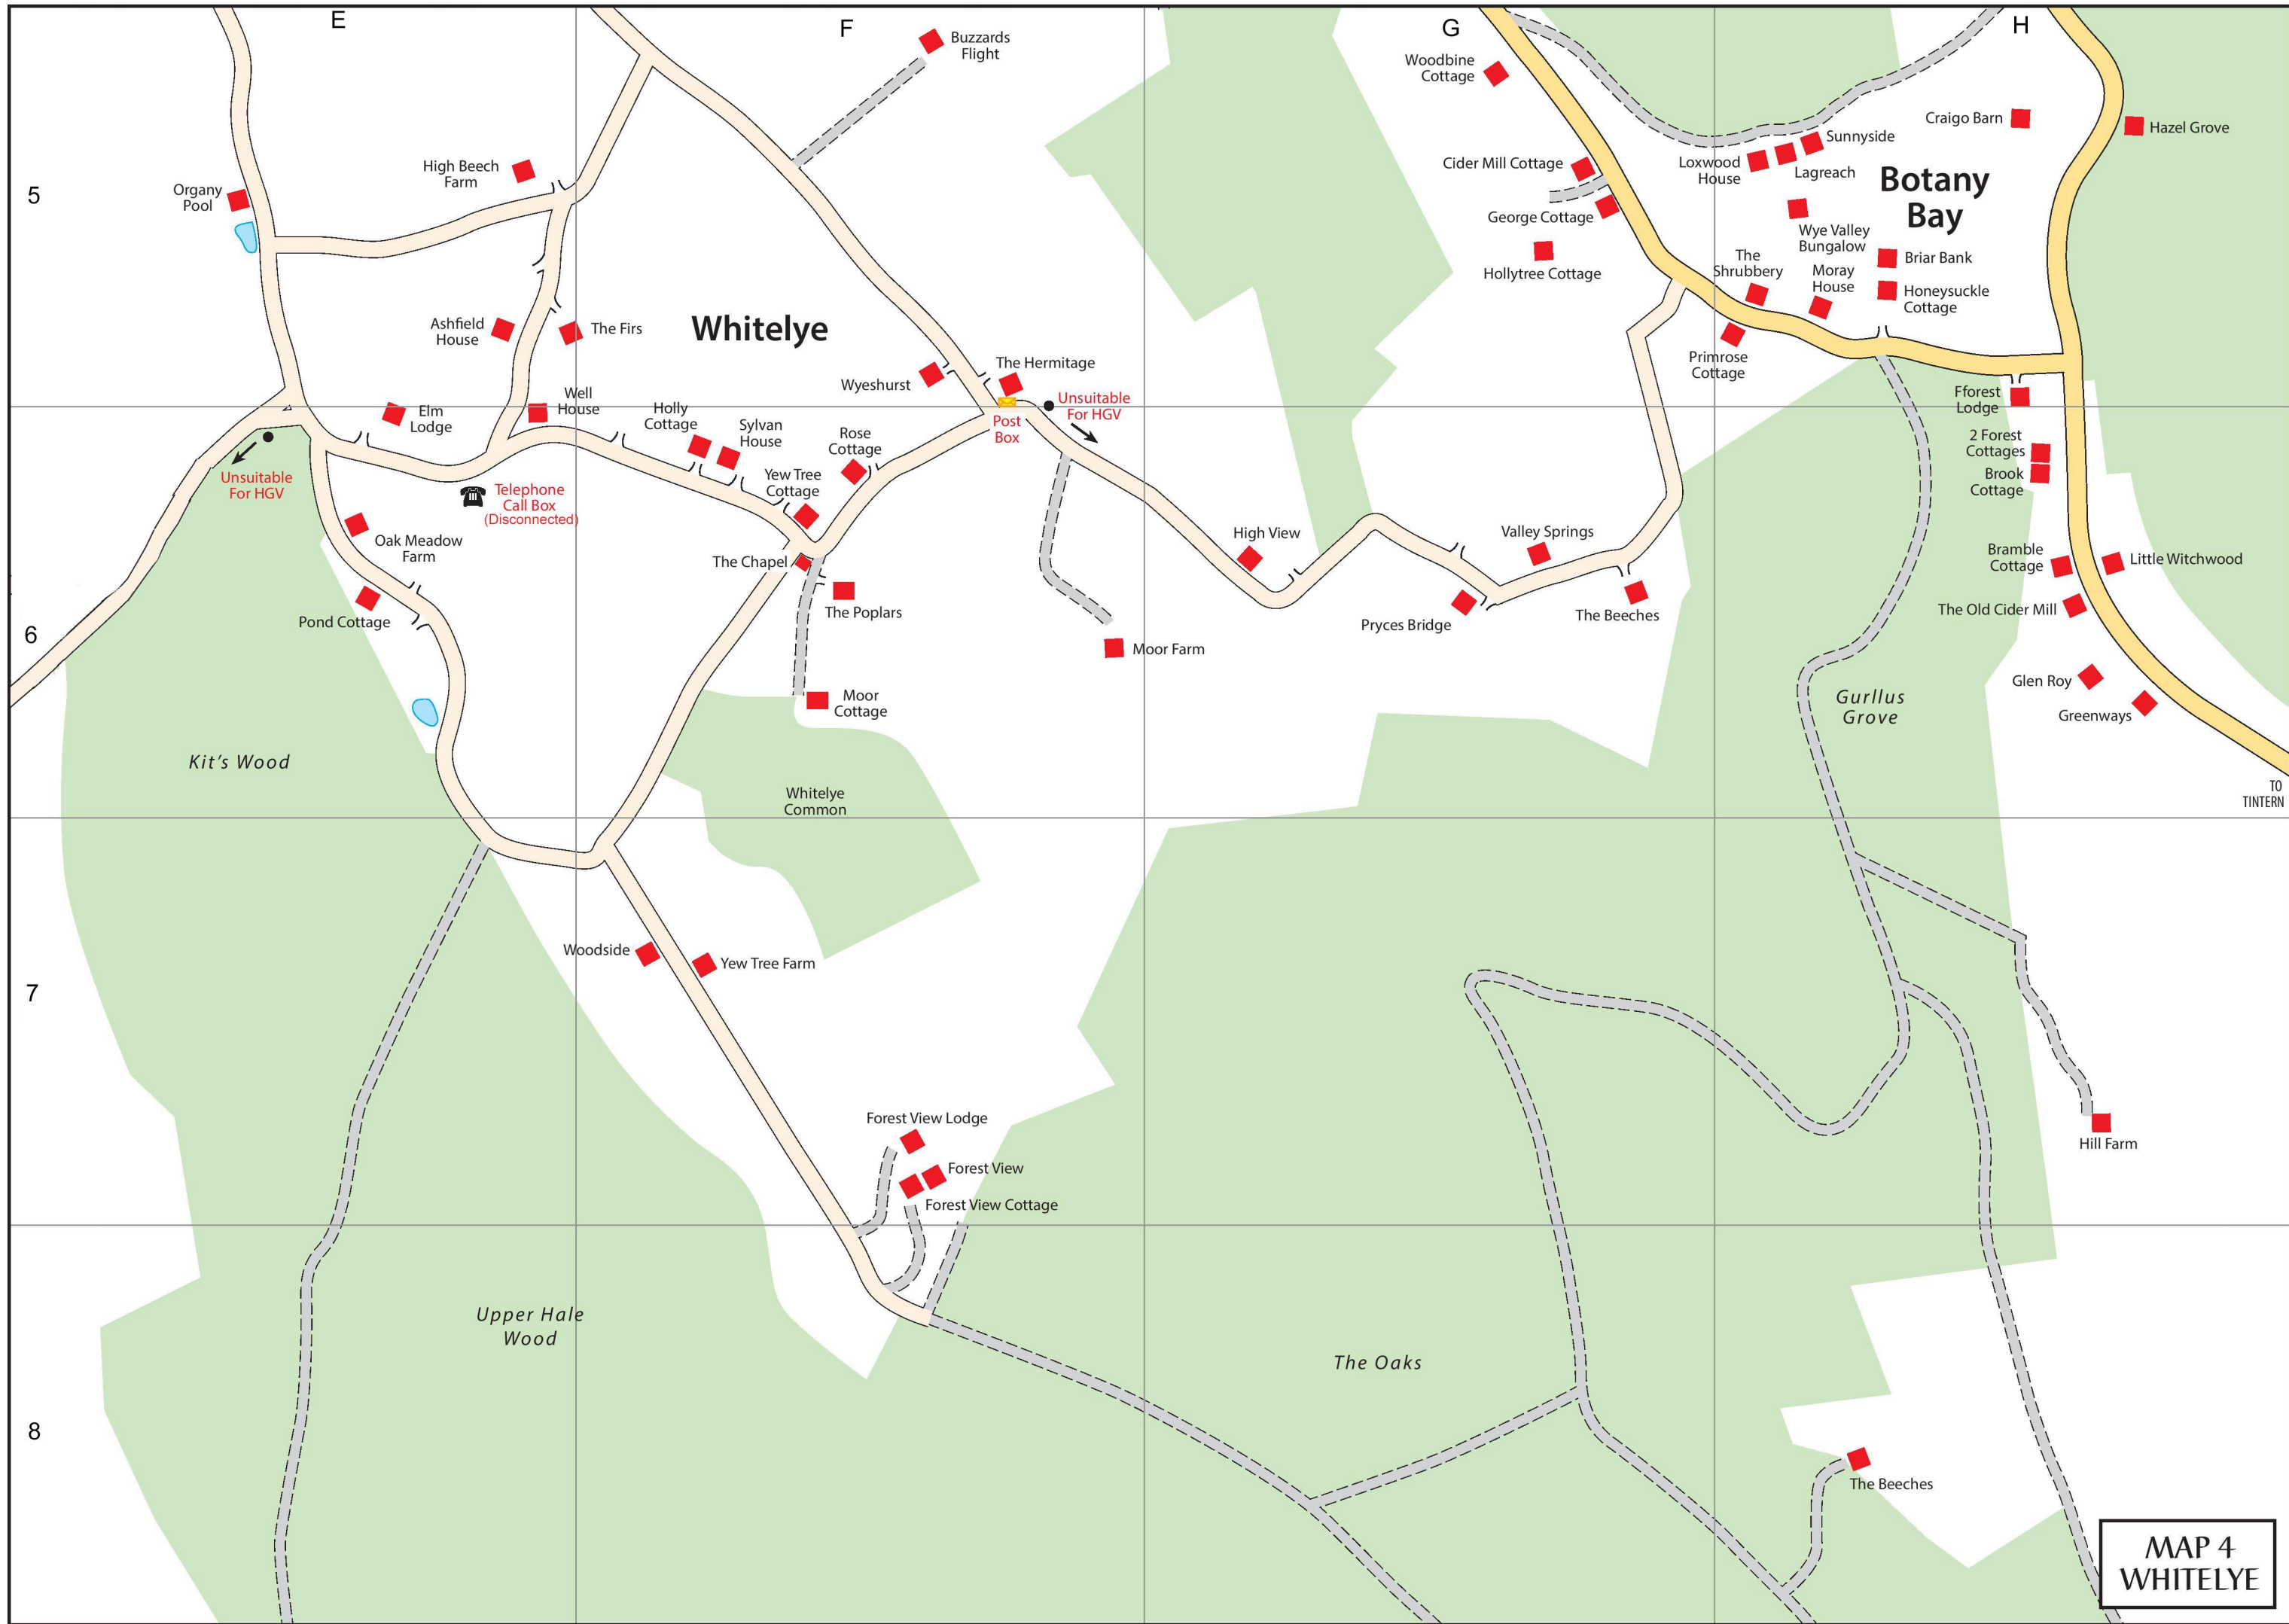 E
F
G
H
Buzzards
Flight
Woodbine
Cottage
Craigo Barn
Hazel Grove
Sunnyside
Cider Mill Cottage
Loxwood
House
Lagreach
Botany
Bay
High Beech
Farm
5
Organy
Pool
George Cottage
Wye Valley
Bungalow
Briar Bank
Hollytree Cottage
The
Shrubbery
Moray
House
Honeysuckle
Cottage
Ashfield
House
The Firs
Whitelye
Primrose
Cottage
The Hermitage
Wyeshurst
Unsuitable
For HGV
Fforest
Lodge
Well
House
Elm
Lodge
Holly
Cottage
Sylvan
House
Rose
Cottage
Post
Box
2 Forest
Cottages
Brook
Cottage
Yew Tree
Cottage
Unsuitable
For HGV
Telephone
Call Box
(Disconnected)
Oak Meadow
Farm
The Chapel
High View
Valley Springs
Bramble
Cottage
Little Witchwood
The Poplars
The Beeches
The Old Cider Mill
Pond Cottage
Pryces Bridge
6
Moor Farm
Glen Roy
Moor
Cottage
Gurllus
Grove
Greenways
Kit's Wood
Whitelye
Common
TO
TINTERN
Woodside
Yew Tree Farm
7
Forest View Lodge
Hill Farm
Forest View
Forest View Cottage
Upper Hale
Wood
The Oaks
8
The Beeches
MAP 4
WHITELYE